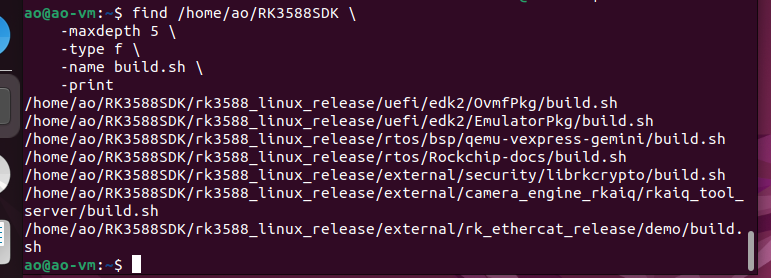 ao@ao-vm:~$ find /home/ao/RK3588SDK \
    -maxdepth 5 \
    -type f \
    -name build.sh \
    -print
/home/ao/RK3588SDK/rk3588_linux_release/uefi/edk2/OvmfPkg/build.sh
/home/ao/RK3588SDK/rk3588_linux_release/uefi/edk2/EmulatorPkg/build.sh
/home/ao/RK3588SDK/rk3588_linux_release/rtos/bsp/qemu-vexpress-gemini/build.sh
/home/ao/RK3588SDK/rk3588_linux_release/rtos/Rockchip-docs/build.sh
/home/ao/RK3588SDK/rk3588_linux_release/external/security/librkcrypto/build.sh
/home/ao/RK3588SDK/rk3588_linux_release/external/camera_engine_rkaiq/rkaiq_tool_
server/build.sh
/home/ao/RK3588SDK/rk3588_linux_release/external/rk_ethercat_release/demo/build.
sh
ao@ao-vm:~$